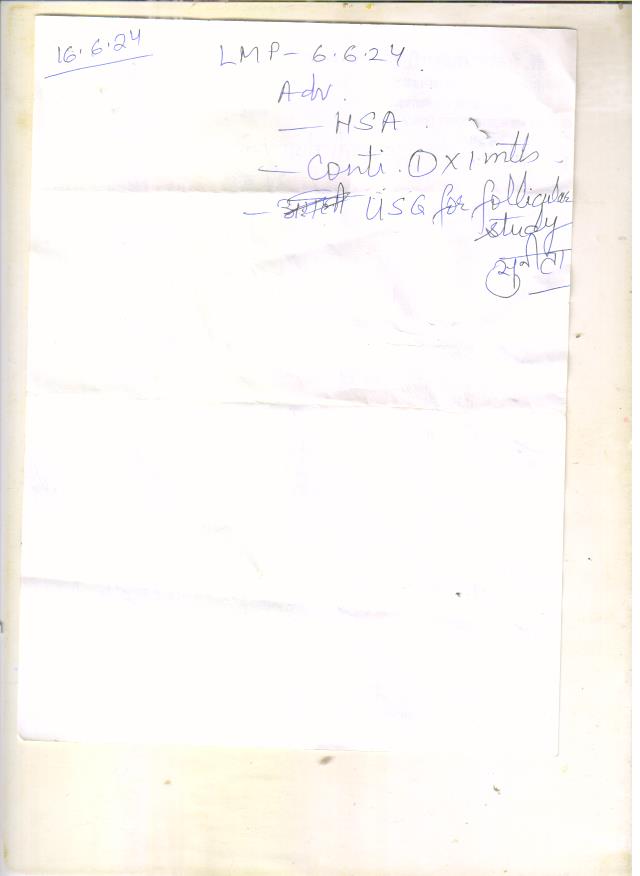 16.6.24
LMP - 6.6.24.
Adv.
- HSA.
- Conti. ① x 1 mth.
- USG for follicular
study
सुनीता